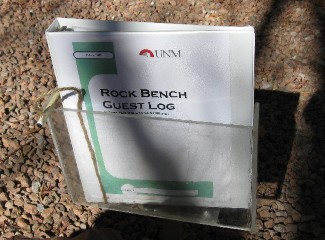 UNM
ROCK BENCH
GUEST LOG